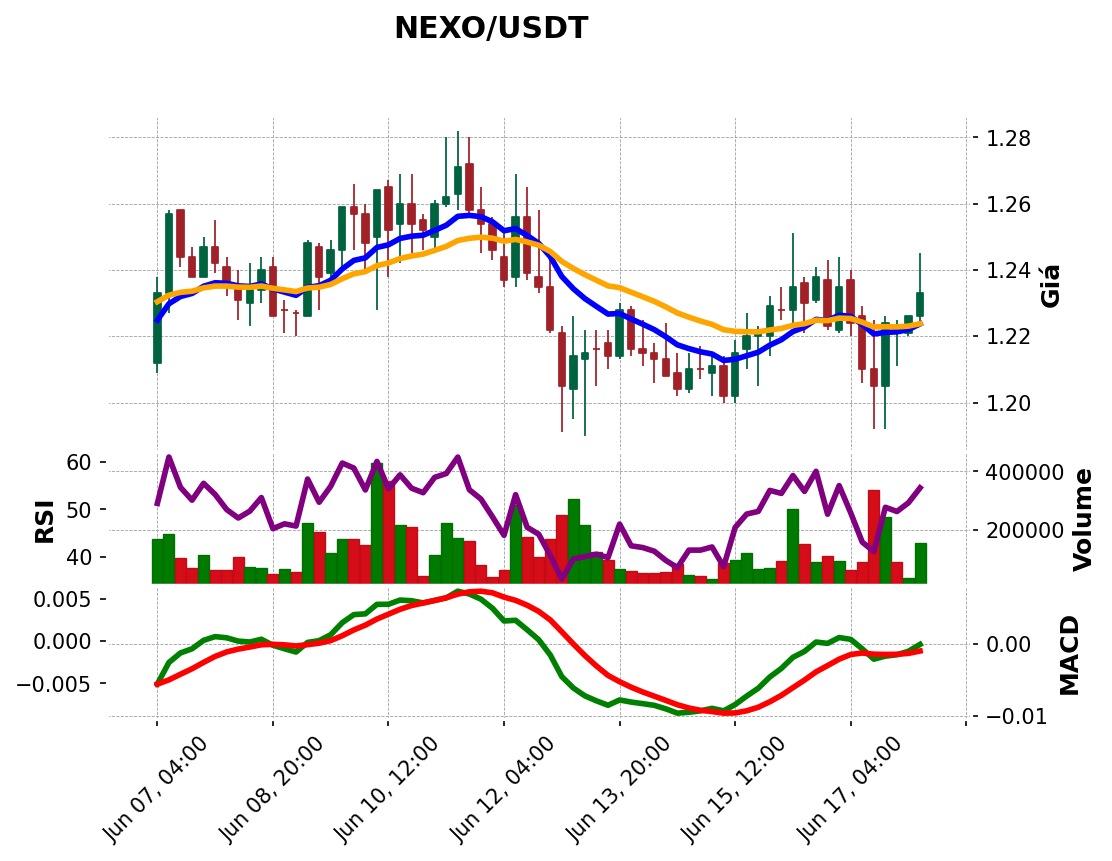 NEXO/USDT
1.28
1.26
1.24
1.22
1.20
Giá
60
50
40
RSI
400000
200000
Volume
0.005
0.000
−0.005
0.00
−0.01
MACD
Jun 07, 04:00
Jun 08, 20:00
Jun 10, 12:00
Jun 12, 04:00
Jun 13, 20:00
Jun 15, 12:00
Jun 17, 04:00